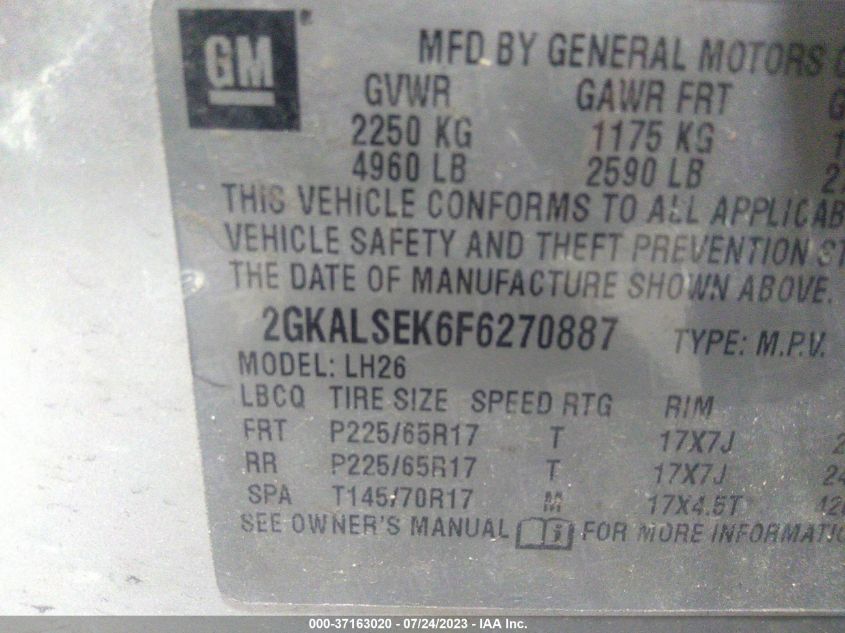 GM
MFD BY GENERAL MOTORS
GVWR GAWR FRT
2250 KG 1175 KG
4960 LB 2590 LB
THIS VEHICLE CONFORMS TO ALL APPLICAB
VEHICLE SAFETY AND THEFT PREVENTION ST
THE DATE OF MANUFACTURE SHOWN ABOVE.
2GKALSEK6F6270887 TYPE: M.P.V.
MODEL: LH26
LBCQ TIRE SIZE SPEED RTG RIM
FRT P225/65R17 T 17X7J
RR P225/65R17 T 17X7J
SPA T145/70R17 M 17X4.5T
SEE OWNER'S MANUAL FOR MORE INFORMATIO
000-37163020 - 07/24/2023 - IAA Inc.